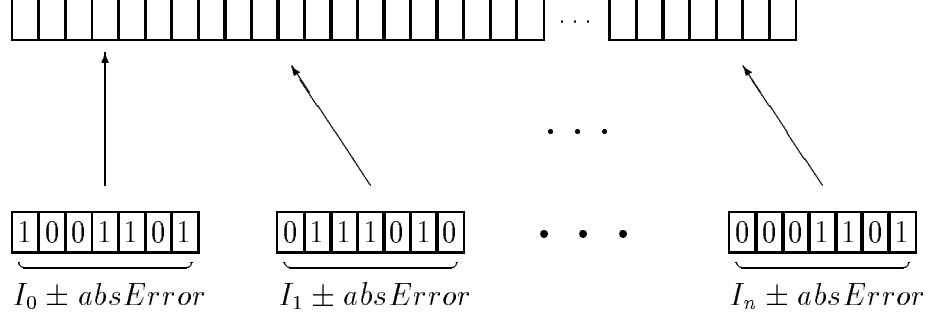 . . .
. . .
1 0 0 1 1 0 1 0 1 1 1 0 1 0 . . . 0 0 0 1 1 0 1
I₀ ± absError I₁ ± absError Iₙ ± absError